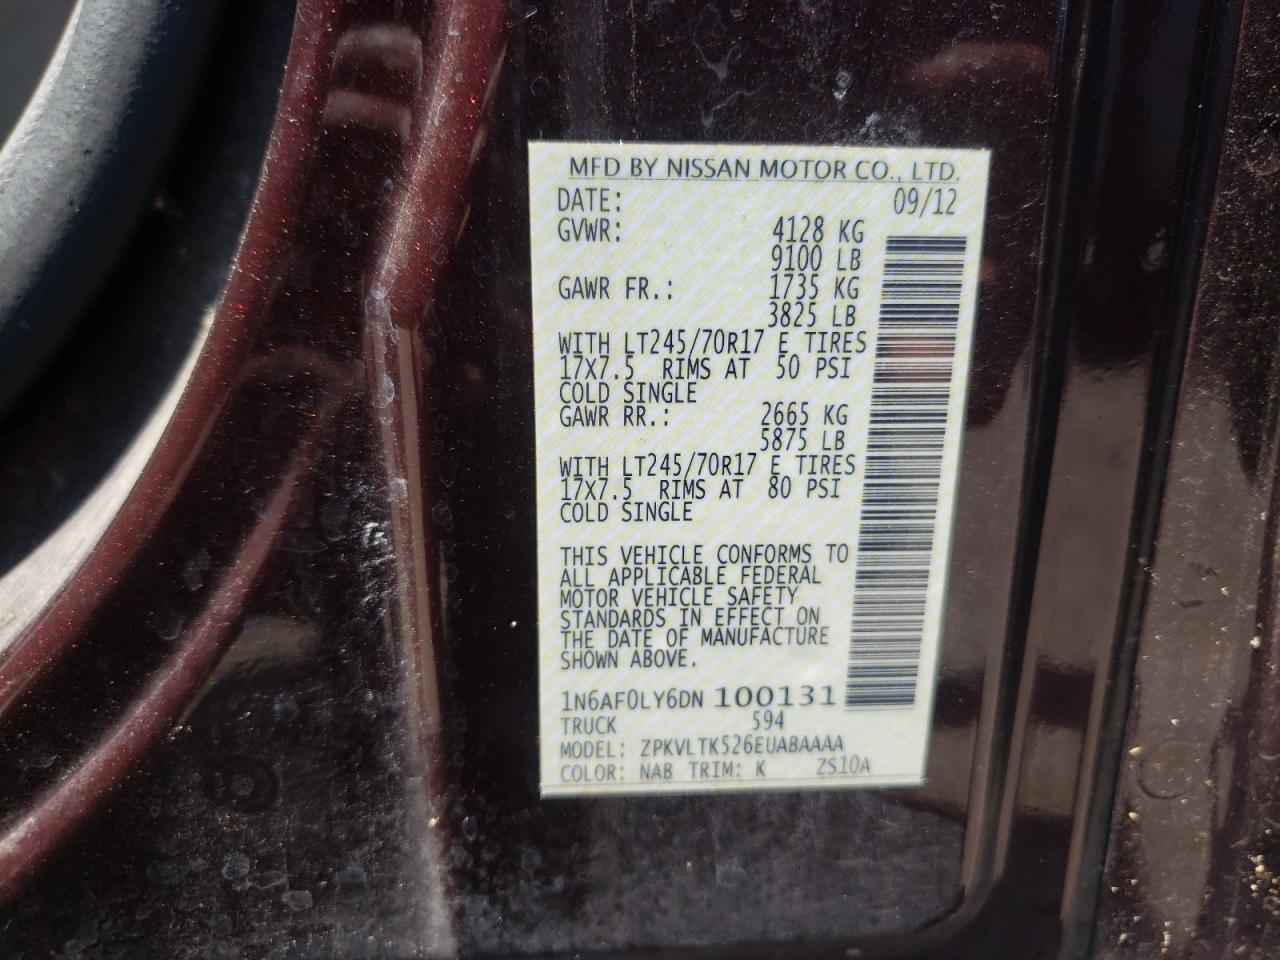 MFD BY NISSAN MOTOR CO., LTD.
DATE: 09/12
GVWR: 4128 KG
9100 LB
GAWR FR.: 1735 KG
3825 LB
WITH LT245/70R17 E TIRES
17X7.5 RIMS AT 50 PSI
COLD SINGLE
GAWR RR.: 2665 KG
5875 LB
WITH LT245/70R17 E TIRES
17X7.5 RIMS AT 80 PSI
COLD SINGLE
THIS VEHICLE CONFORMS TO
ALL APPLICABLE FEDERAL
MOTOR VEHICLE SAFETY
STANDARDS IN EFFECT ON
THE DATE OF MANUFACTURE
SHOWN ABOVE.
1N6AF0LY6DN 100131
TRUCK 594
MODEL: ZPKVLTK526EUABAAAA
COLOR: NAB TRIM: K ZS10A